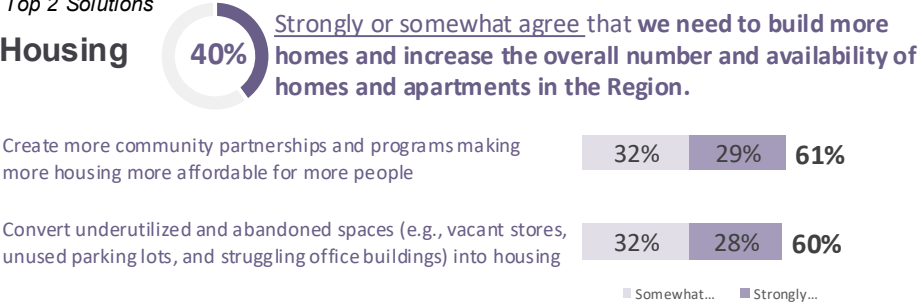 Top 2 Solutions
Housing
40%
Strongly or somewhat agree that we need to build more
homes and increase the overall number and availability of
homes and apartments in the Region.
Create more community partnerships and programs making
more housing more affordable for more people
32% 29% 61%
Convert underutilized and abandoned spaces (e.g., vacant stores,
unused parking lots, and struggling office buildings) into housing
32% 28% 60%
Somewhat... Strongly...